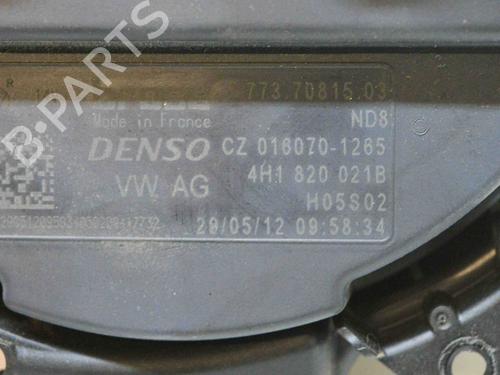 773.70815.03
Made in France
ND8
DENSO CZ 016070-1265
VW AG 4H1 820 021B
H05S02
29/05/12 09:58:34
B-PARTS